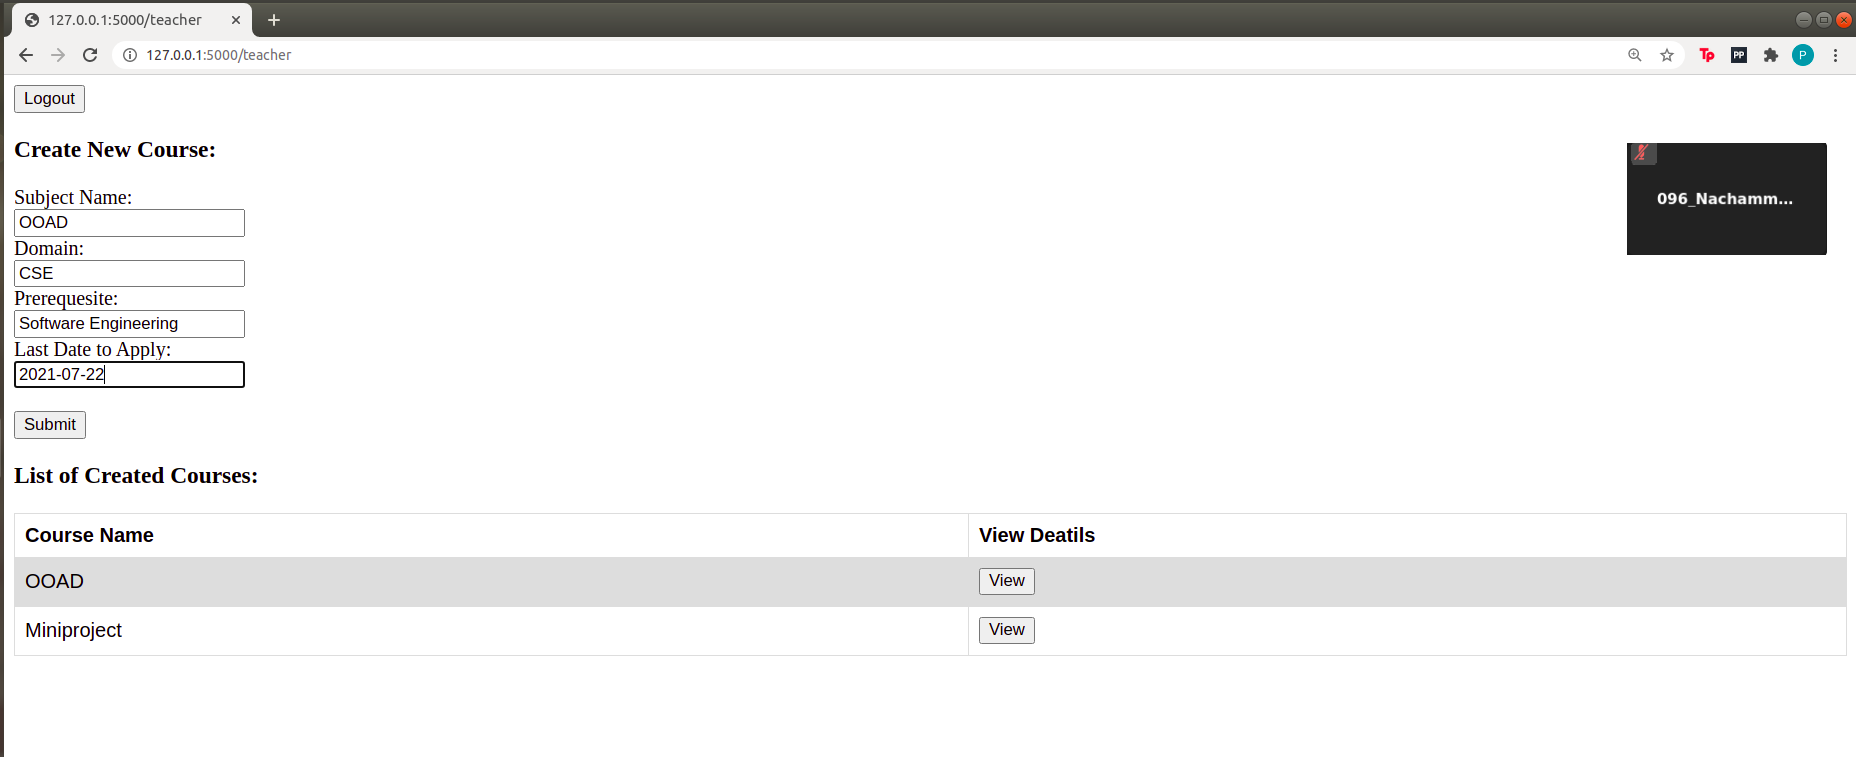 127.0.0.1:5000/teacher
127.0.0.1:5000/teacher
Tp
PP
P
Logout
Create New Course:
096_Nachamm...
Subject Name:
OOAD
Domain:
CSE
Prerequesite:
Software Engineering
Last Date to Apply:
2021-07-22
Submit
List of Created Courses:
Course Name View Deatils
OOAD View
Miniproject View